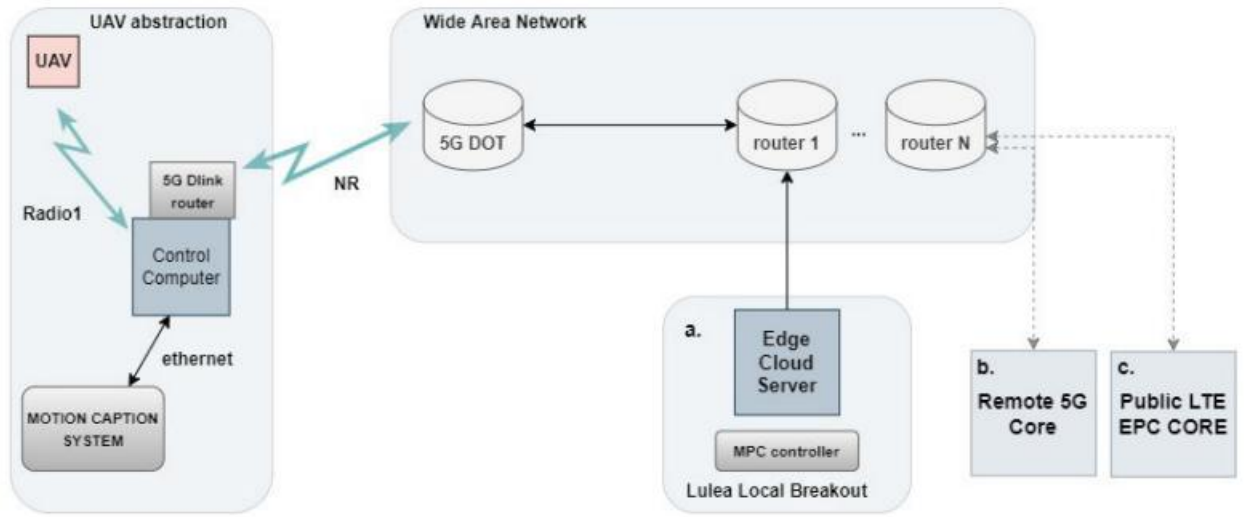 UAV abstraction
UAV
Radio1
5G Dlink
router
Control
Computer
ethernet
MOTION CAPTION
SYSTEM
NR
Wide Area Network
5G DOT
router 1
...
router N
a.
Edge
Cloud
Server
MPC controller
Lulea Local Breakout
b.
Remote 5G
Core
c.
Public LTE
EPC CORE